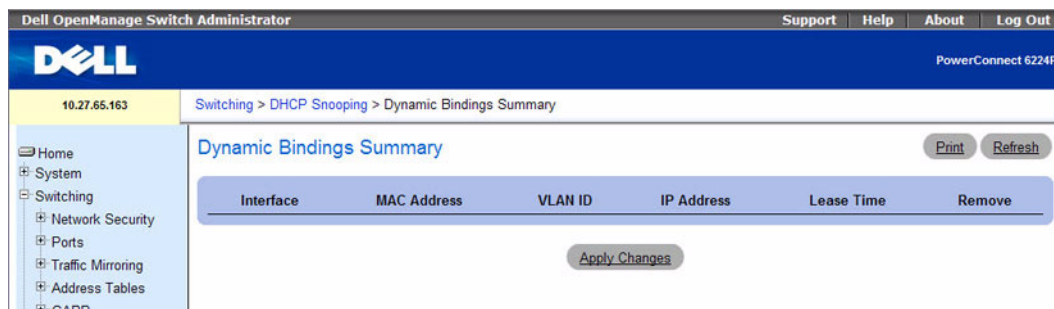 Dell OpenManage Switch Administrator
Support Help About Log Out
DELL
PowerConnect 6224P
10.27.65.163
Switching > DHCP Snooping > Dynamic Bindings Summary
Home
System
Switching
Network Security
Ports
Traffic Mirroring
Address Tables
GARP
Dynamic Bindings Summary
Print Refresh
Interface MAC Address VLAN ID IP Address Lease Time Remove
Apply Changes